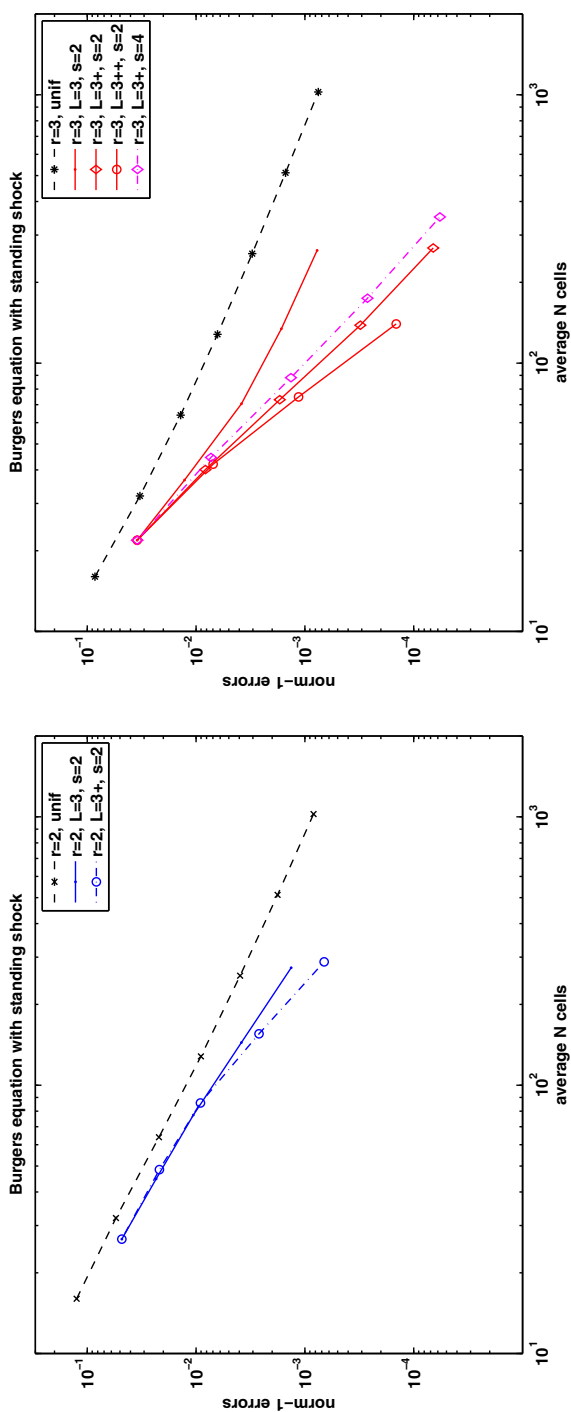 Burgers equation with standing shock
r=2, unif
r=2, L=3, s=2
r=2, L=3+, s=2
norm−1 errors
10^-1
10^-2
10^-3
10^-4
10^1
10^2
10^3
average N cells
Burgers equation with standing shock
r=3, unif
r=3, L=3, s=2
r=3, L=3+, s=2
r=3, L=3++, s=2
r=3, L=3+, s=4
norm−1 errors
10^-1
10^-2
10^-3
10^-4
10^1
10^2
10^3
average N cells